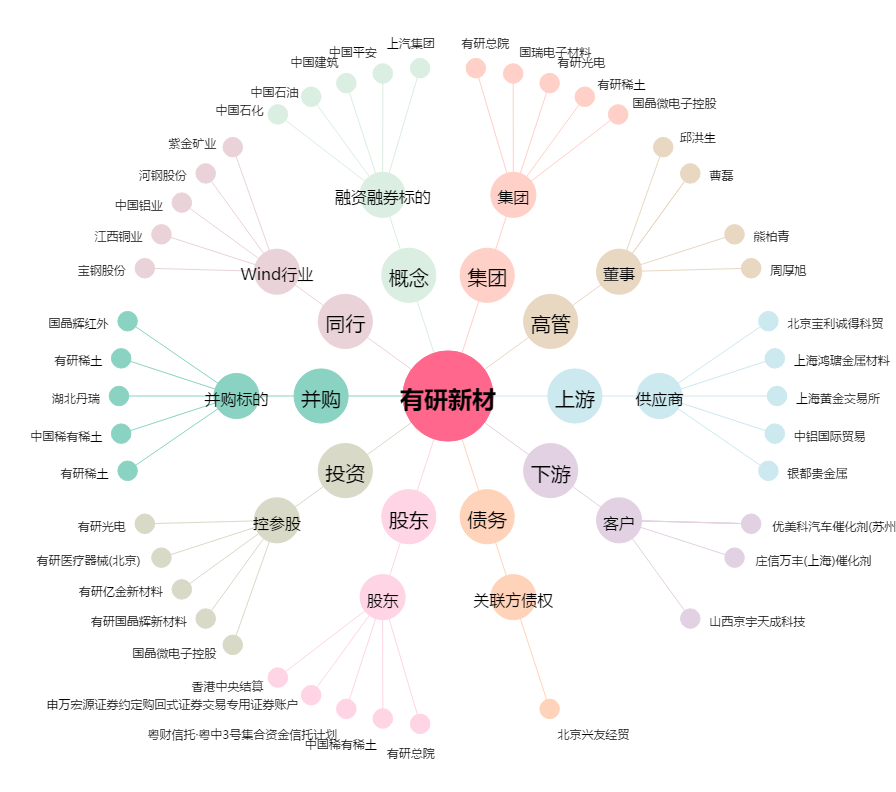 上汽集团
中国平安
中国建筑
中国石油
中国石化
融资融券标的
概念
有研总院
国瑞电子材料
有研光电
有研稀土
国晶微电子控股
集团
集团
邱洪生
曹磊
熊柏青
周厚旭
董事
高管
紫金矿业
河钢股份
中国铝业
江西铜业
宝钢股份
Wind行业
同行
国晶辉红外
有研稀土
湖北丹瑞
中国稀有稀土
有研稀土
并购标的
并购
有研新材
上游
供应商
北京宝利诚得科贸
上海鸿瑭金属材料
上海黄金交易所
中铝国际贸易
银都贵金属
投资
控参股
有研光电
有研医疗器械(北京)
有研亿金新材料
有研国晶辉新材料
国晶微电子控股
下游
客户
优美科汽车催化剂(苏州
庄信万丰(上海)催化剂
山西京宇天成科技
股东
股东
香港中央结算
申万宏源证券约定购回式证券交易专用证券账户
粤财信托·粤中3号集合资金信托计划
中国稀有稀土
有研总院
债务
关联方债权
北京兴友经贸